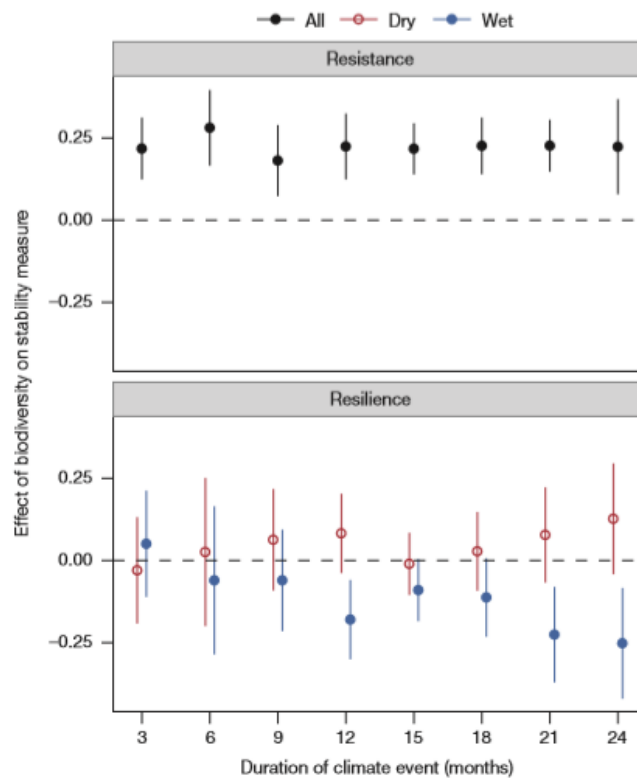 All Dry Wet
Resistance
0.25
0.00
−0.25
Effect of biodiversity on stability measure
Resilience
0.25
0.00
−0.25
3 6 9 12 15 18 21 24
Duration of climate event (months)